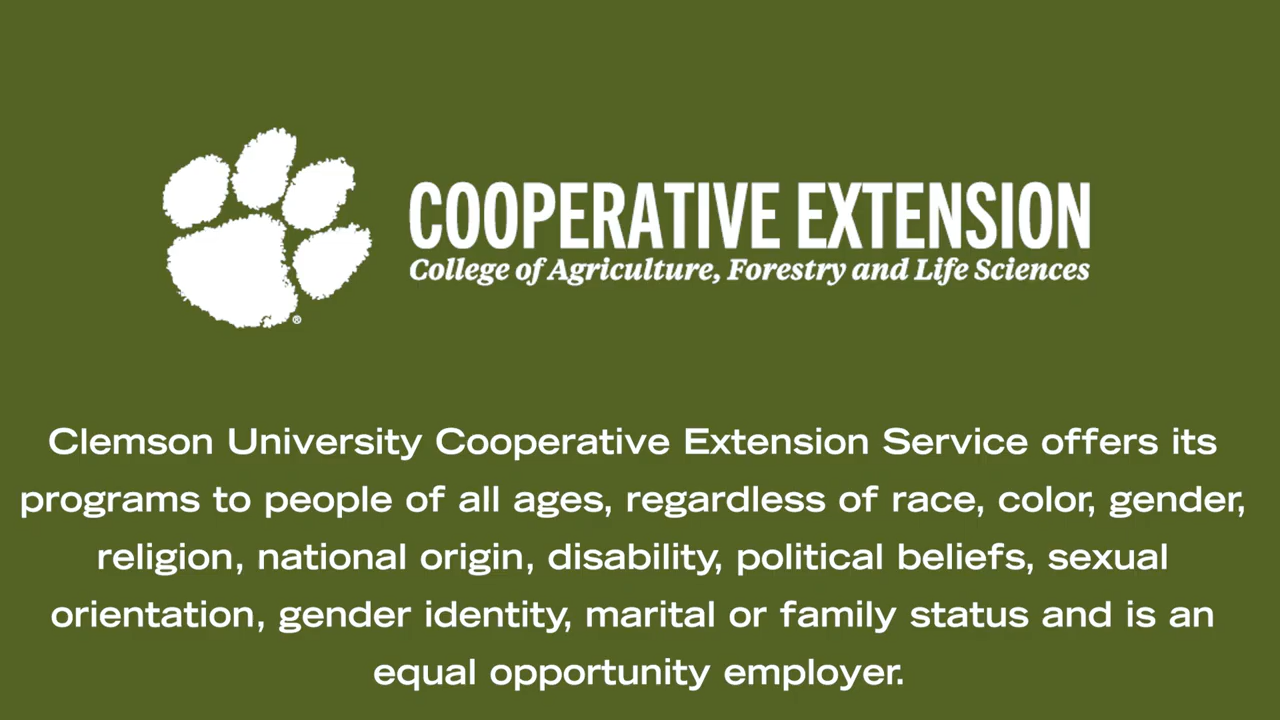 COOPERATIVE EXTENSION
College of Agriculture, Forestry and Life Sciences
®
Clemson University Cooperative Extension Service offers its
programs to people of all ages, regardless of race, color, gender,
religion, national origin, disability, political beliefs, sexual
orientation, gender identity, marital or family status and is an
equal opportunity employer.